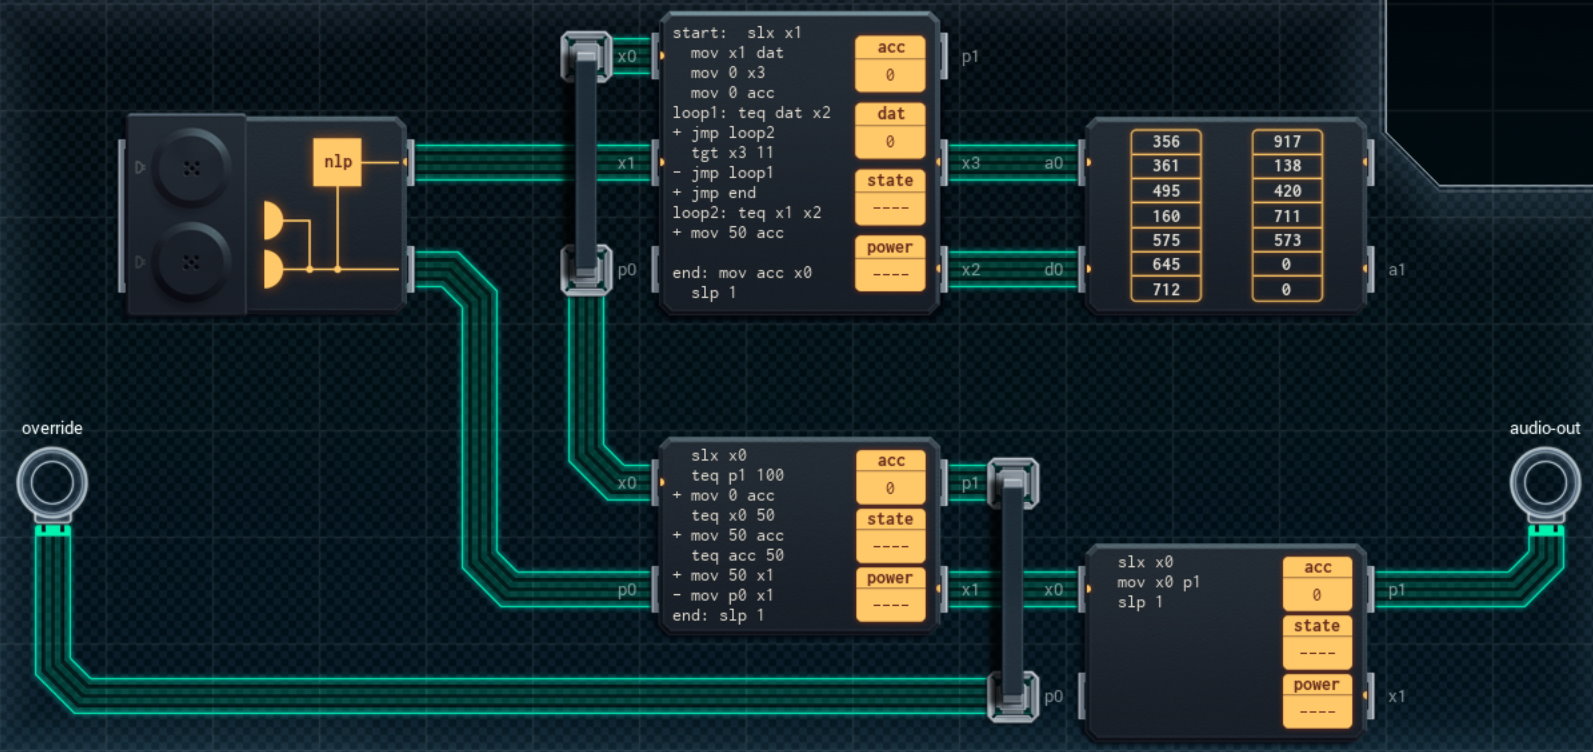 x0
start:  slx x1
  mov x1 dat
  mov 0 x3
  mov 0 acc
loop1: teq dat x2
+ jmp loop2
  tgt x3 11
- jmp loop1
+ jmp end
loop2: teq x1 x2
+ mov 50 acc
end: mov acc x0
  slp 1
acc
0
dat
0
state
----
power
----
p1
nlp
x1
x3
a0
p0
x2
d0
356
361
495
160
575
645
712
917
138
420
711
573
0
0
a1
override
audio-out
x0
p0
  slx x0
  teq p1 100
+ mov 0 acc
  teq x0 50
+ mov 50 acc
  teq acc 50
+ mov 50 x1
- mov p0 x1
end: slp 1
acc
0
state
----
power
----
p1
x1
x0
p0
slx x0
mov x0 p1
slp 1
acc
0
state
----
power
----
p1
x1